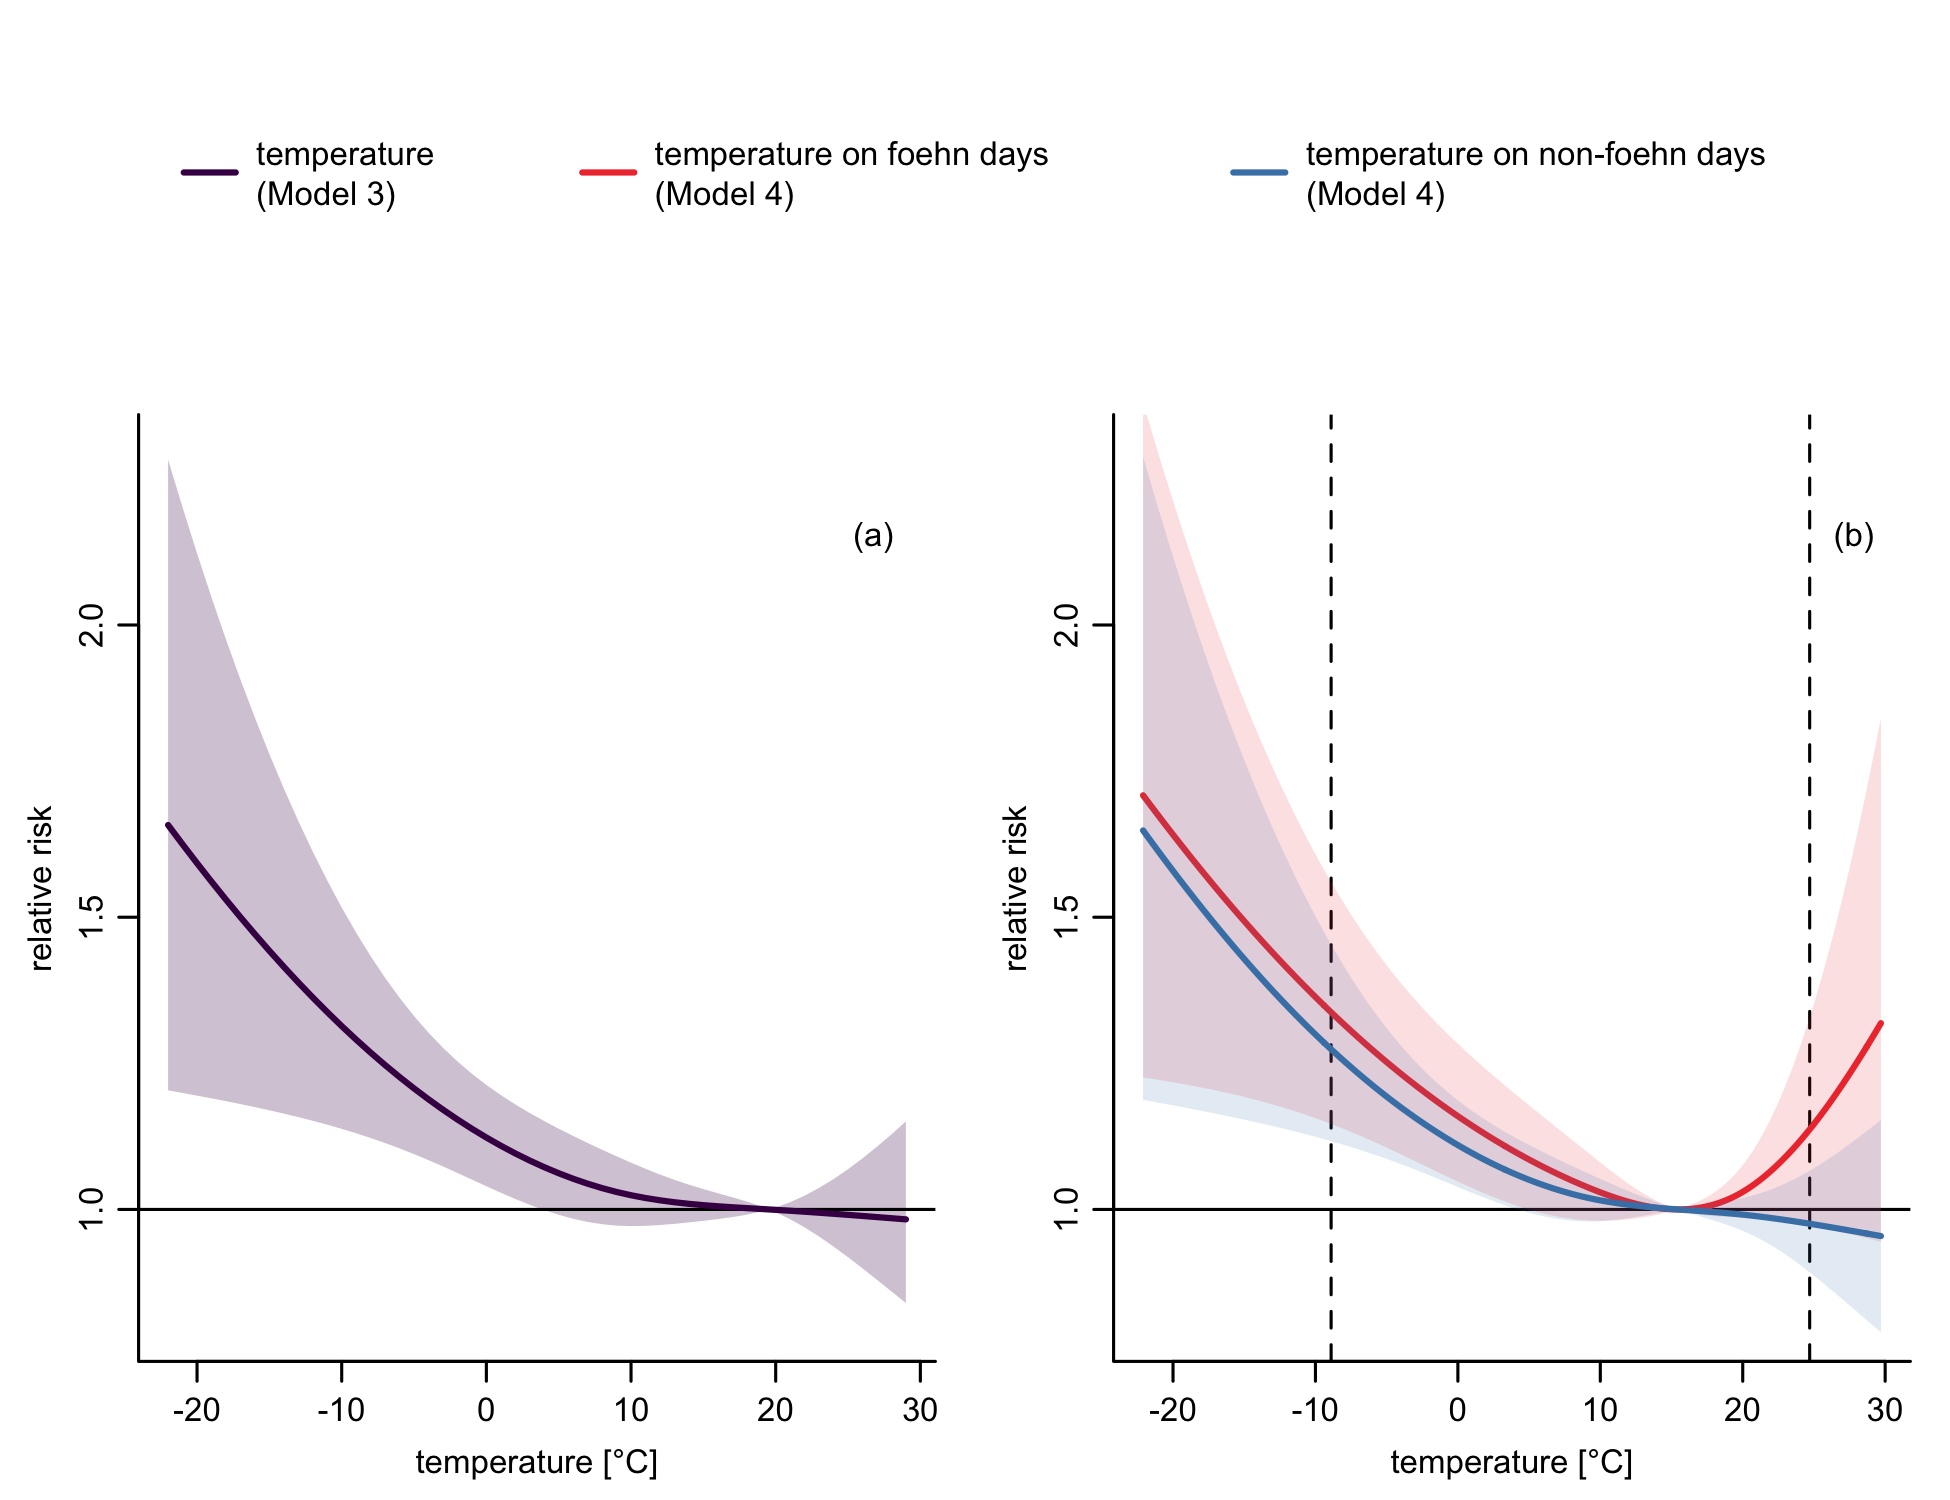 temperature
(Model 3)
temperature on foehn days
(Model 4)
temperature on non-foehn days
(Model 4)
(a)
relative risk
2.0
1.5
1.0
-20 -10 0 10 20 30
temperature [°C]
(b)
relative risk
2.0
1.5
1.0
-20 -10 0 10 20 30
temperature [°C]